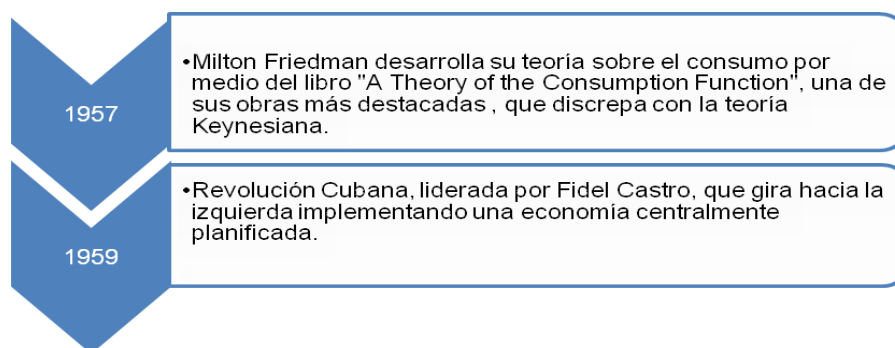 1957
•Milton Friedman desarrolla su teoría sobre el consumo por
medio del libro "A Theory of the Consumption Function", una de
sus obras más destacadas , que discrepa con la teoría
Keynesiana.
1959
•Revolución Cubana, liderada por Fidel Castro, que gira hacia la
izquierda implementando una economía centralmente
planificada.